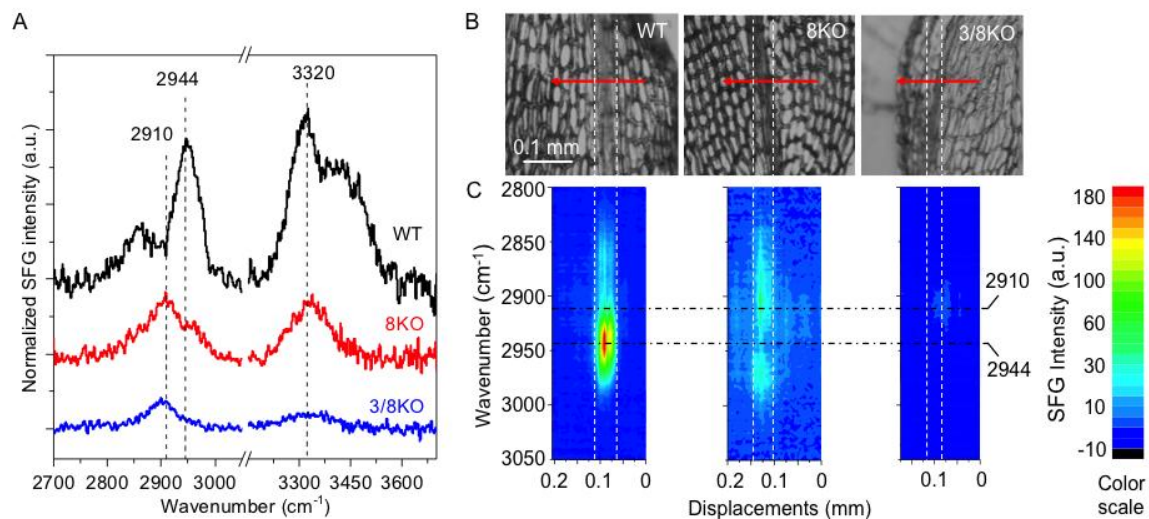 A
2944
3320
2910
WT
8KO
3/8KO
Normalized SFG intensity (a.u.)
2700 2800 2900 3000 3300 3400 3600
Wavenumber (cm-1)
B
WT
8KO
3/8KO
0.1 mm
C
2800
2850
2900
2950
3000
3050
Wavenumber (cm-1)
0.2 0.1 0
0.2 0.1 0
0.1 0
Displacements (mm)
2910
2944
SFG Intensity (a.u.)
180
140
100
60
30
10
-10
Color
scale